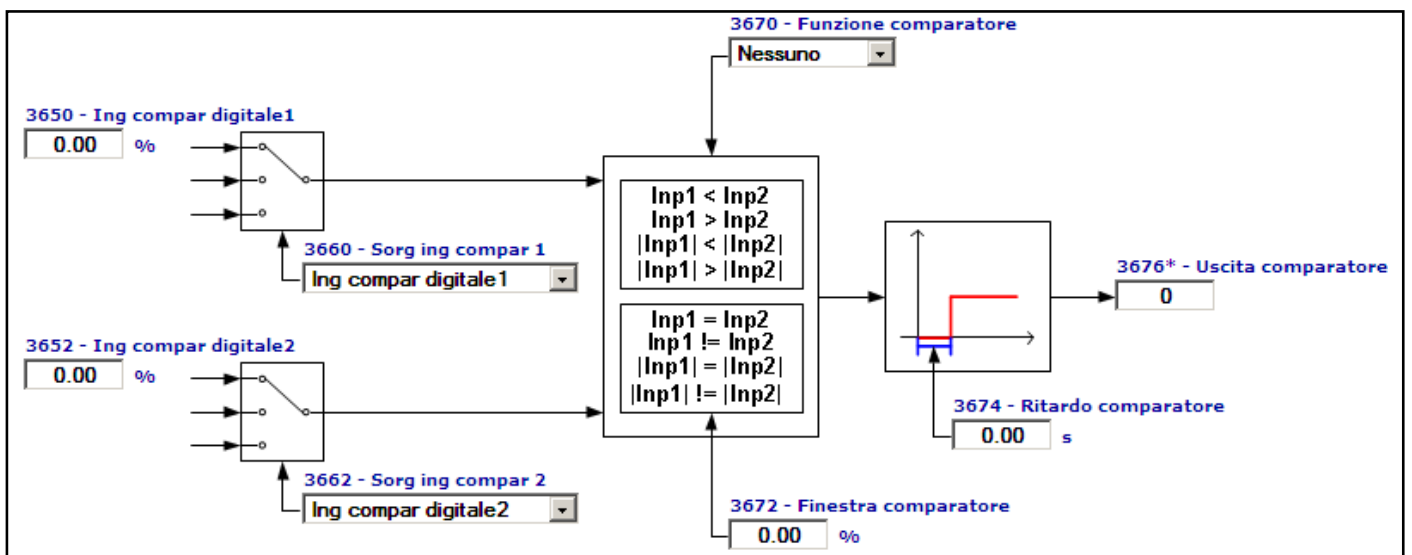 3670 - Funzione comparatore
Nessuno
3650 - Ing compar digitale1
0.00 %
3660 - Sorg ing compar 1
Ing compar digitale1
Inp1 < Inp2
Inp1 > Inp2
|Inp1| < |Inp2|
|Inp1| > |Inp2|
Inp1 = Inp2
Inp1 != Inp2
|Inp1| = |Inp2|
|Inp1| != |Inp2|
3676* - Uscita comparatore
0
3652 - Ing compar digitale2
0.00 %
3674 - Ritardo comparatore
0.00 s
3662 - Sorg ing compar 2
Ing compar digitale2
3672 - Finestra comparatore
0.00 %